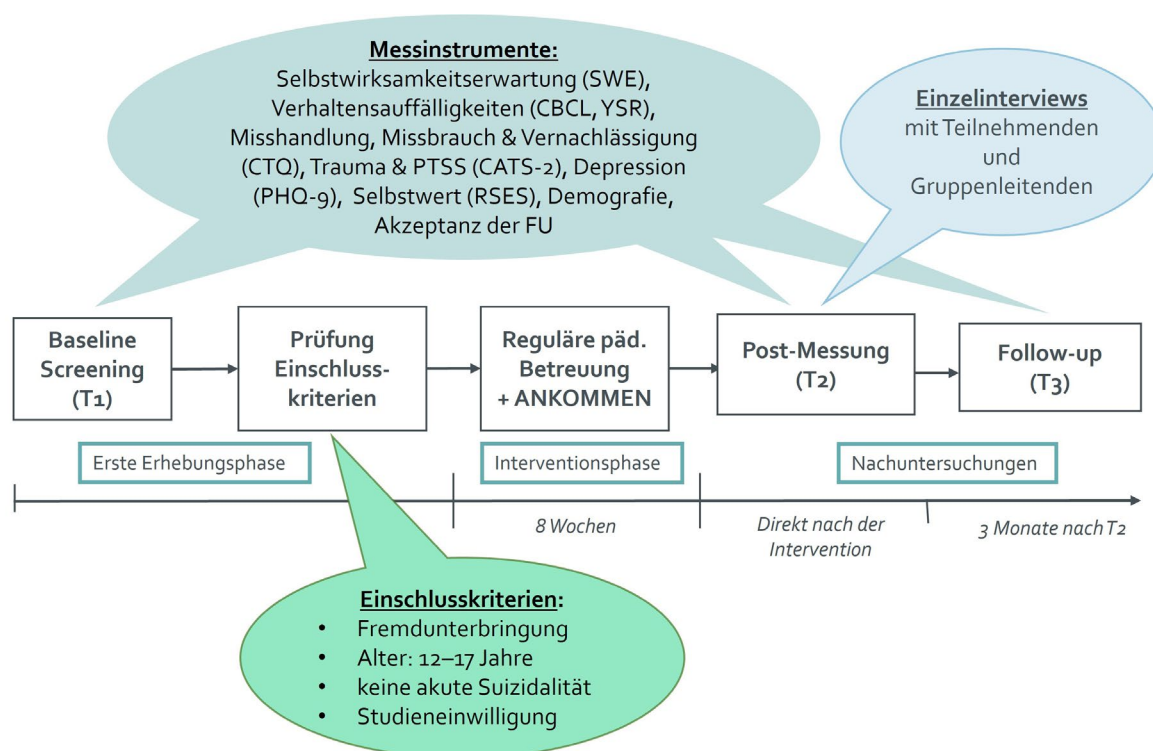 Messinstrumente:
Selbstwirksamkeitserwartung (SWE),
Verhaltensauffälligkeiten (CBCL, YSR),
Misshandlung, Missbrauch & Vernachlässigung
(CTQ), Trauma & PTSS (CATS-2), Depression
(PHQ-9), Selbstwert (RSES), Demografie,
Akzeptanz der FU
Einzelinterviews
mit Teilnehmenden
und
Gruppenleitenden
Baseline
Screening
(T1)
Prüfung
Einschluss-
kriterien
Reguläre päd.
Betreuung
+ ANKOMMEN
Post-Messung
(T2)
Follow-up
(T3)
Erste Erhebungsphase
Interventionsphase
Nachuntersuchungen
8 Wochen
Direkt nach der
Intervention
3 Monate nach T2
Einschlusskriterien:
• Fremdunterbringung
• Alter: 12–17 Jahre
• keine akute Suizidalität
• Studieneinwilligung